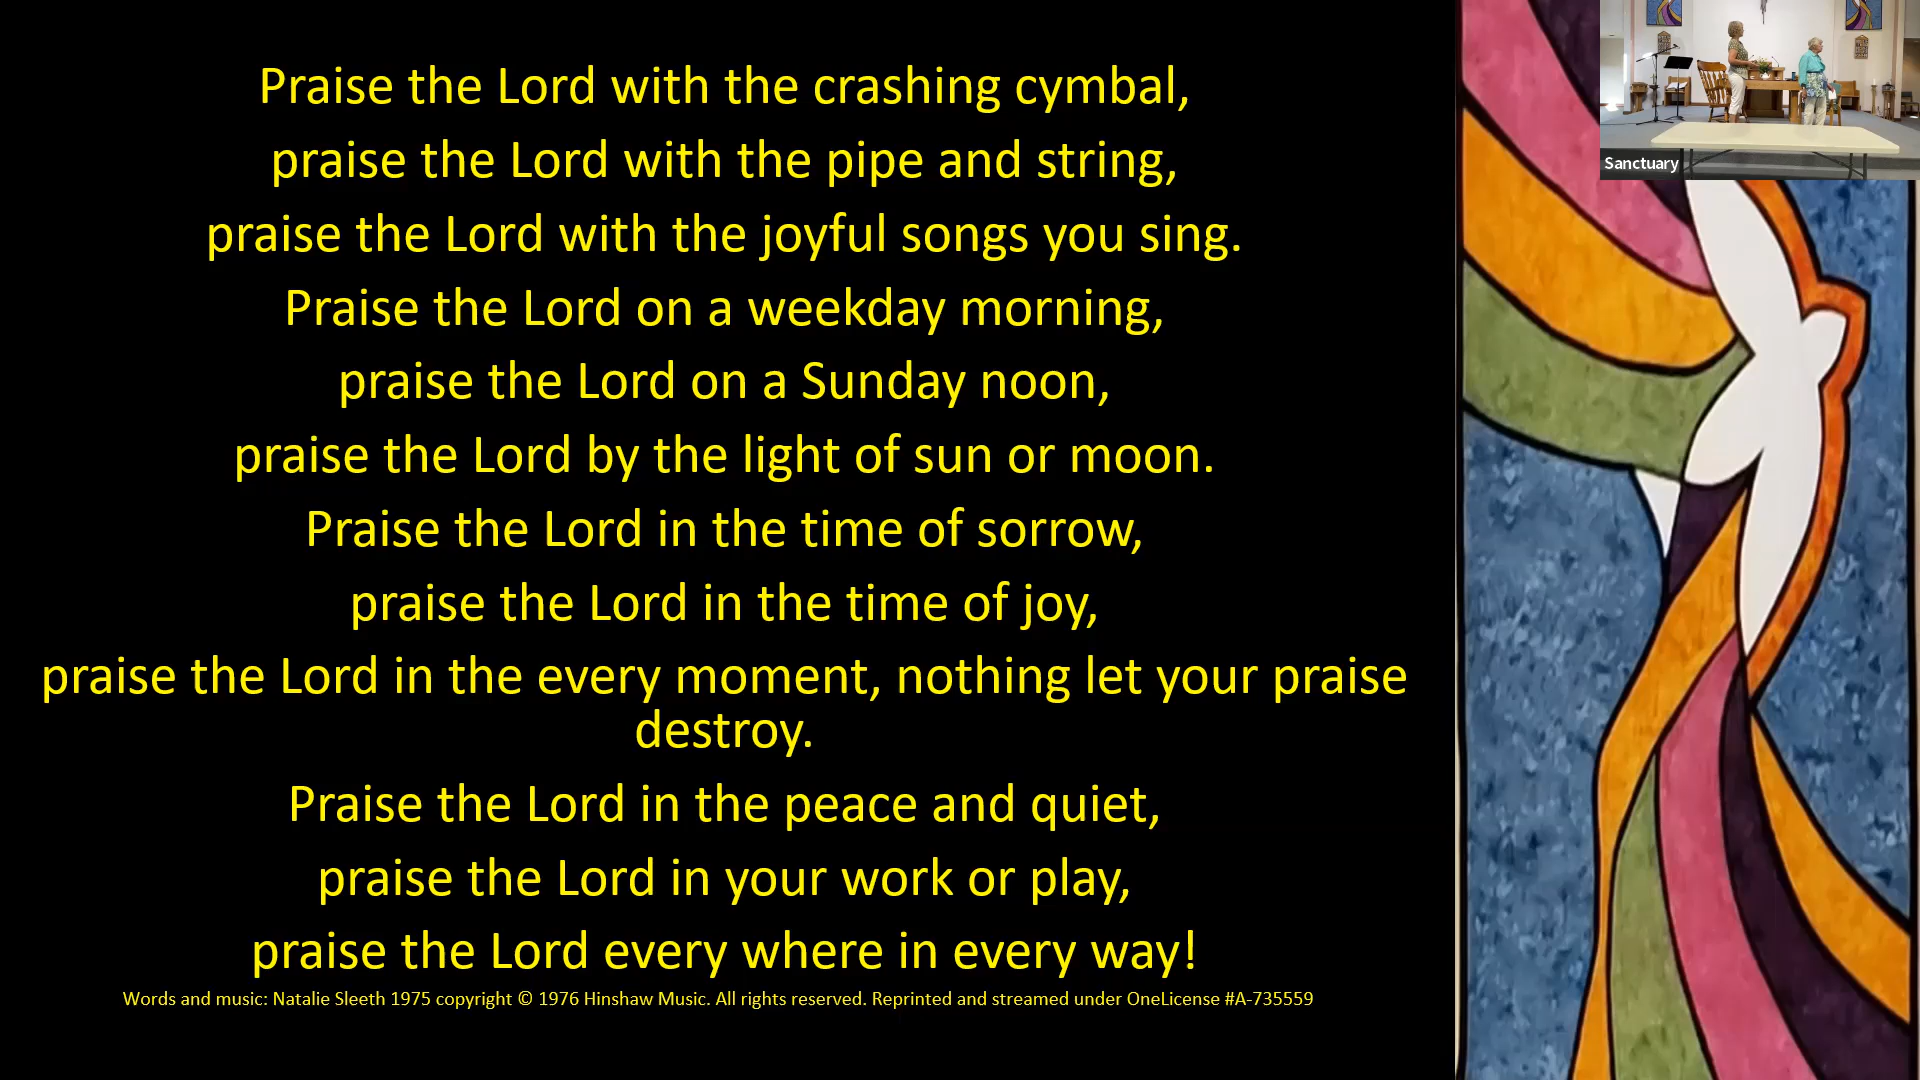 Praise the Lord with the crashing cymbal,
praise the Lord with the pipe and string,
praise the Lord with the joyful songs you sing.
Praise the Lord on a weekday morning,
praise the Lord on a Sunday noon,
praise the Lord by the light of sun or moon.
Praise the Lord in the time of sorrow,
praise the Lord in the time of joy,
praise the Lord in the every moment, nothing let your praise
destroy.
Praise the Lord in the peace and quiet,
praise the Lord in your work or play,
praise the Lord every where in every way!
Words and music: Natalie Sleeth 1975 copyright © 1976 Hinshaw Music. All rights reserved. Reprinted and streamed under OneLicense #A-735559
Sanctuary